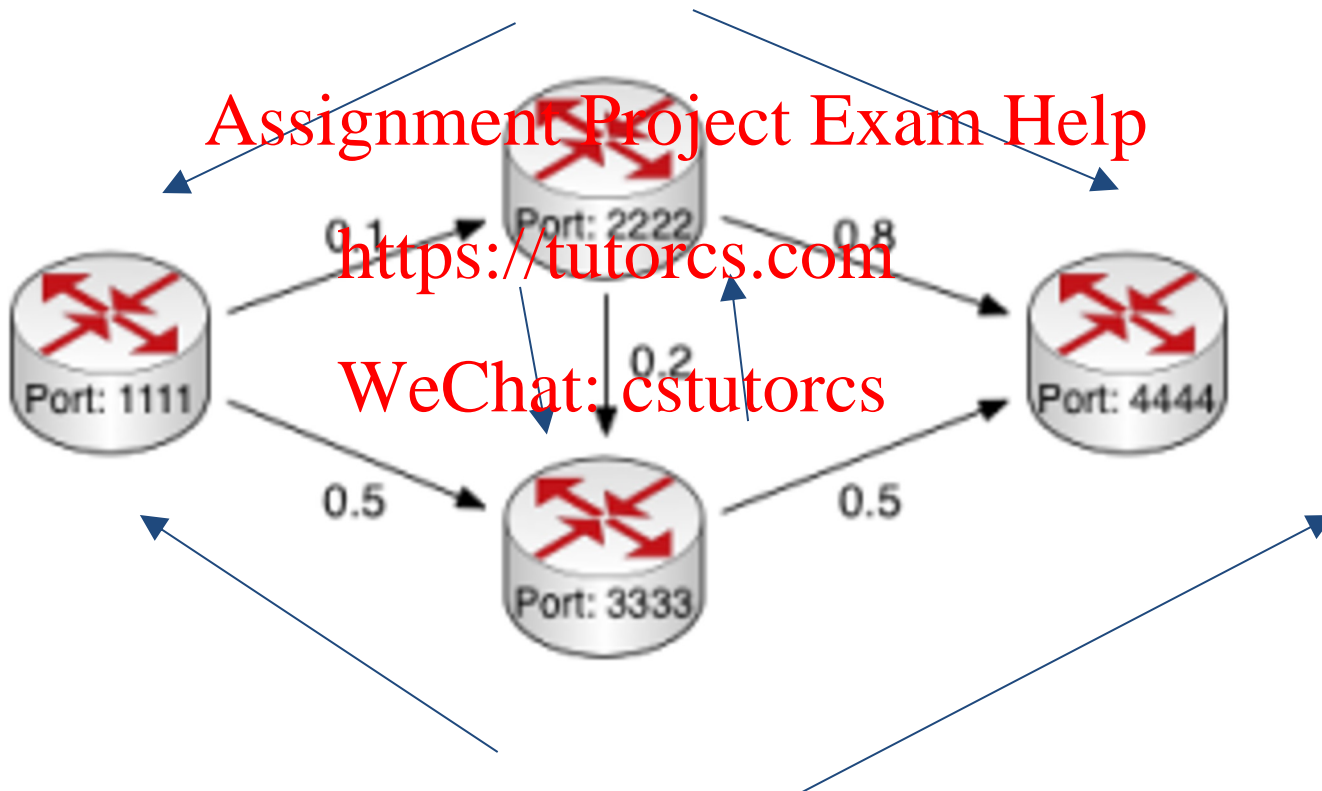 Assignment Project Exam Help
Port: 2222
0.1
0.8
https://tutorcs.com
0.2
WeChat: cstutorcs
Port: 1111
Port: 4444
0.5
0.5
Port: 3333